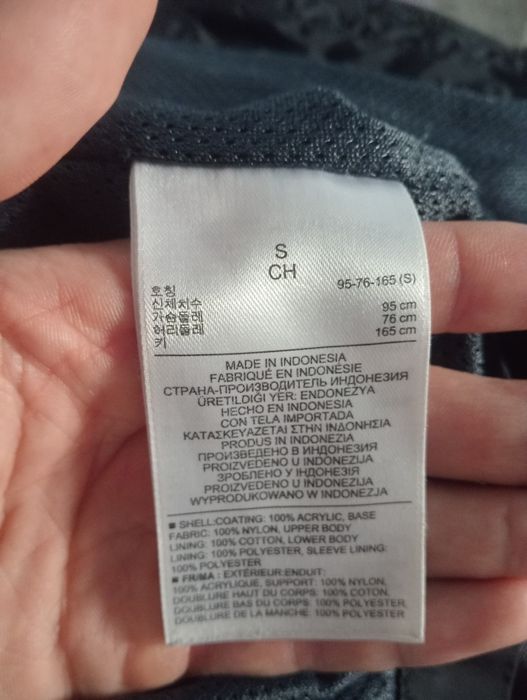 S
CH
호칭 95-76-165 (S)
신체치수
가슴둘레 95 cm
허리둘레 76 cm
키 165 cm
MADE IN INDONESIA
FABRIQUÉ EN INDONÉSIE
СТРАНА-ПРОИЗВОДИТЕЛЬ ИНДОНЕЗИЯ
ÜRETILDIĞI YER: ENDONEZYA
HECHO EN INDONESIA
CON TELA IMPORTADA
ΚΑΤΑΣΚΕΥΑΖΕΤΑΙ ΣΤΗΝ ΙΝΔΟΝΗΣΙΑ
PRODUS IN INDONEZIA
ПРОИЗВЕДЕНО В ИНДОНЕЗИЯ
PROIZVEDENO U INDONEZIJI
ЗРОБЛЕНО У ІНДОНЕЗІЯ
PROIZVEDENO U INDONEZIJI
WYPRODUKOWANO W INDONEZJA
■ SHELL:COATING: 100% ACRYLIC, BASE
FABRIC: 100% NYLON, UPPER BODY
LINING: 100% COTTON, LOWER BODY
LINING: 100% POLYESTER, SLEEVE LINING:
100% POLYESTER
■ FR/MA : EXTÉRIEUR:ENDUIT:
100% ACRYLIQUE, SUPPORT: 100% NYLON,
DOUBLURE HAUT DU CORPS: 100% COTON,
DOUBLURE BAS DU CORPS: 100% POLYESTER,
DOUBLURE DE LA MANCHE: 100% POLYESTER